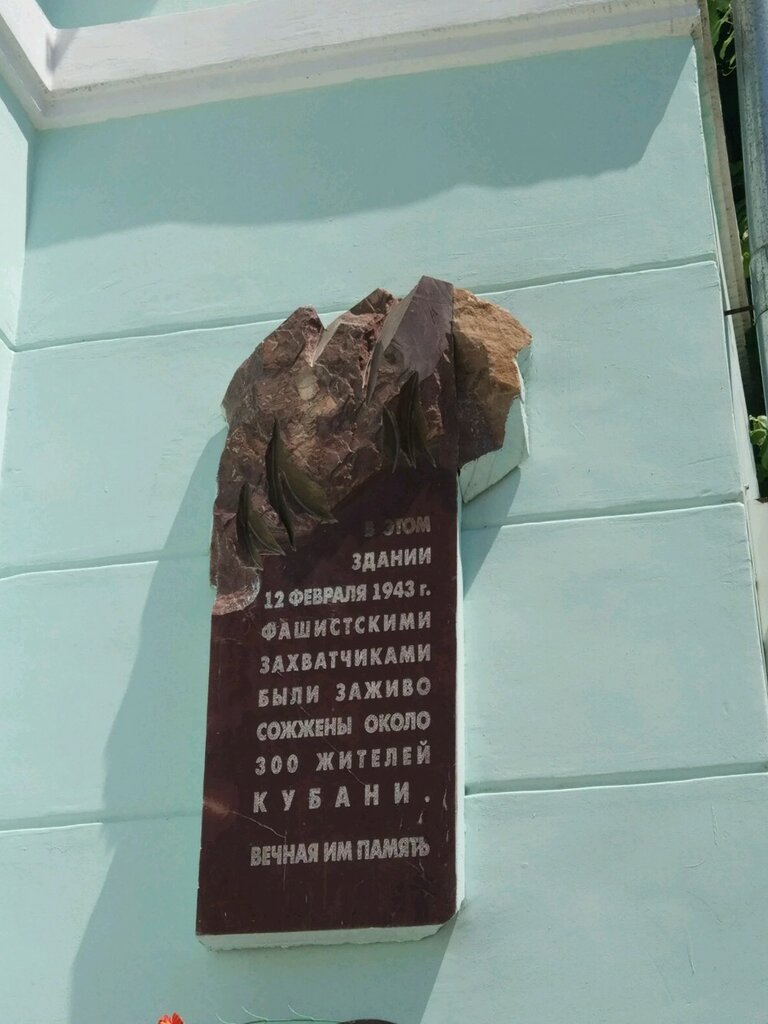 В ЭТОМ
ЗДАНИИ
12 ФЕВРАЛЯ 1943 г.
ФАШИСТСКИМИ
ЗАХВАТЧИКАМИ
БЫЛИ ЗАЖИВО
СОЖЖЕНЫ ОКОЛО
300 ЖИТЕЛЕЙ
КУБАНИ.
ВЕЧНАЯ ИМ ПАМЯТЬ